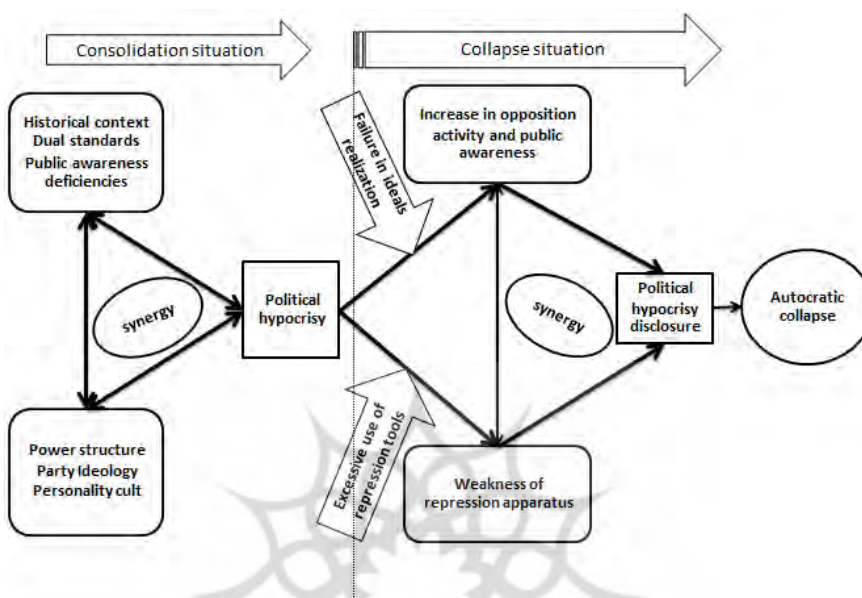 Consolidation situation
Collapse situation
Historical context
Dual standards
Public awareness
deficiencies
Failure in ideals
realization
Increase in opposition
activity and public
awareness
synergy
Political
hypocrisy
synergy
Political
hypocrisy
disclosure
Autocratic
collapse
Power structure
Party Ideology
Personality cult
Excessive use of
repression tools
Weakness of
repression apparatus